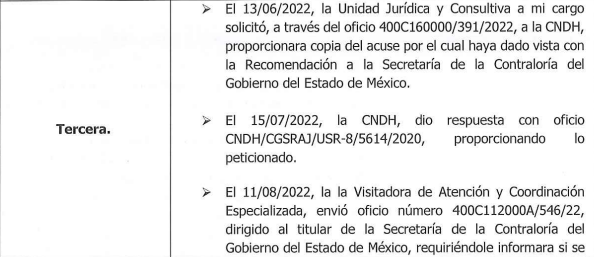 ➢ El 13/06/2022, la Unidad Jurídica y Consultiva a mi cargo
solicitó, a través del oficio 400C160000/391/2022, a la CNDH,
proporcionara copia del acuse por el cual haya dado vista con
la Recomendación a la Secretaría de la Contraloría del
Gobierno del Estado de México.
➢ El 15/07/2022, la CNDH, dio respuesta con oficio
Tercera.
CNDH/CGSRAJ/USR-8/5614/2020, proporcionando lo
peticionado.
➢ El 11/08/2022, la la Visitadora de Atención y Coordinación
Especializada, envió oficio número 400C112000A/546/22,
dirigido al titular de la Secretaría de la Contraloría del
Gobierno del Estado de México, requiriéndole informara si se